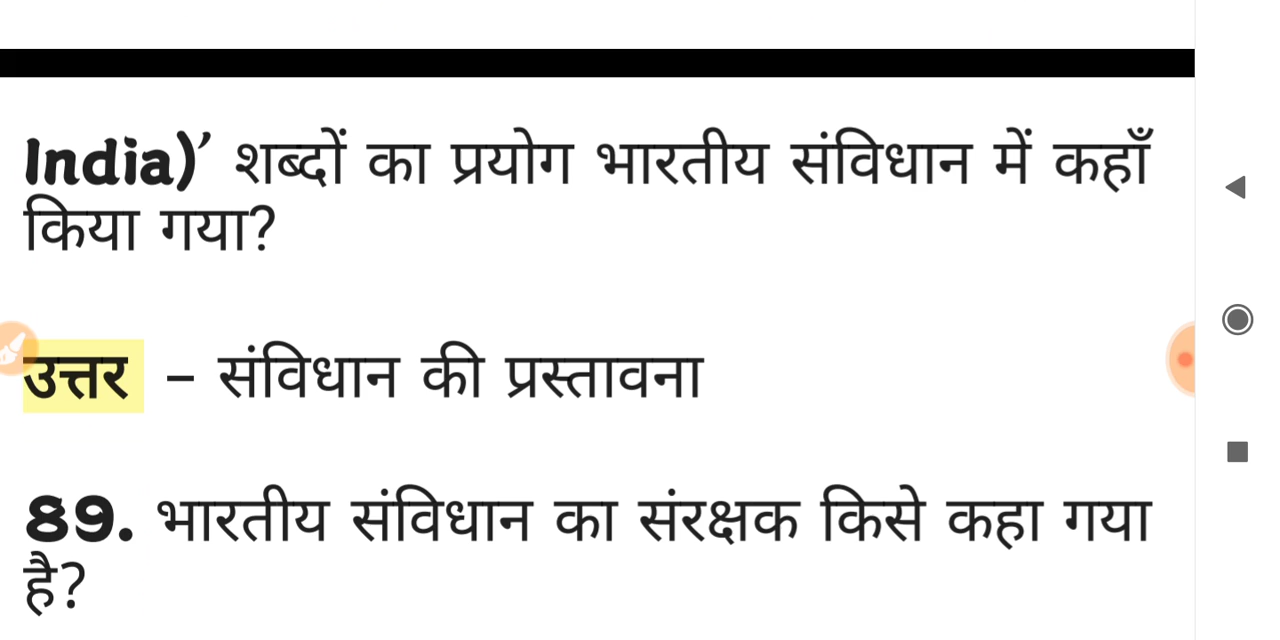 India)’ शब्दों का प्रयोग भारतीय संविधान में कहाँ
किया गया?
उत्तर – संविधान की प्रस्तावना
89. भारतीय संविधान का संरक्षक किसे कहा गया
है?